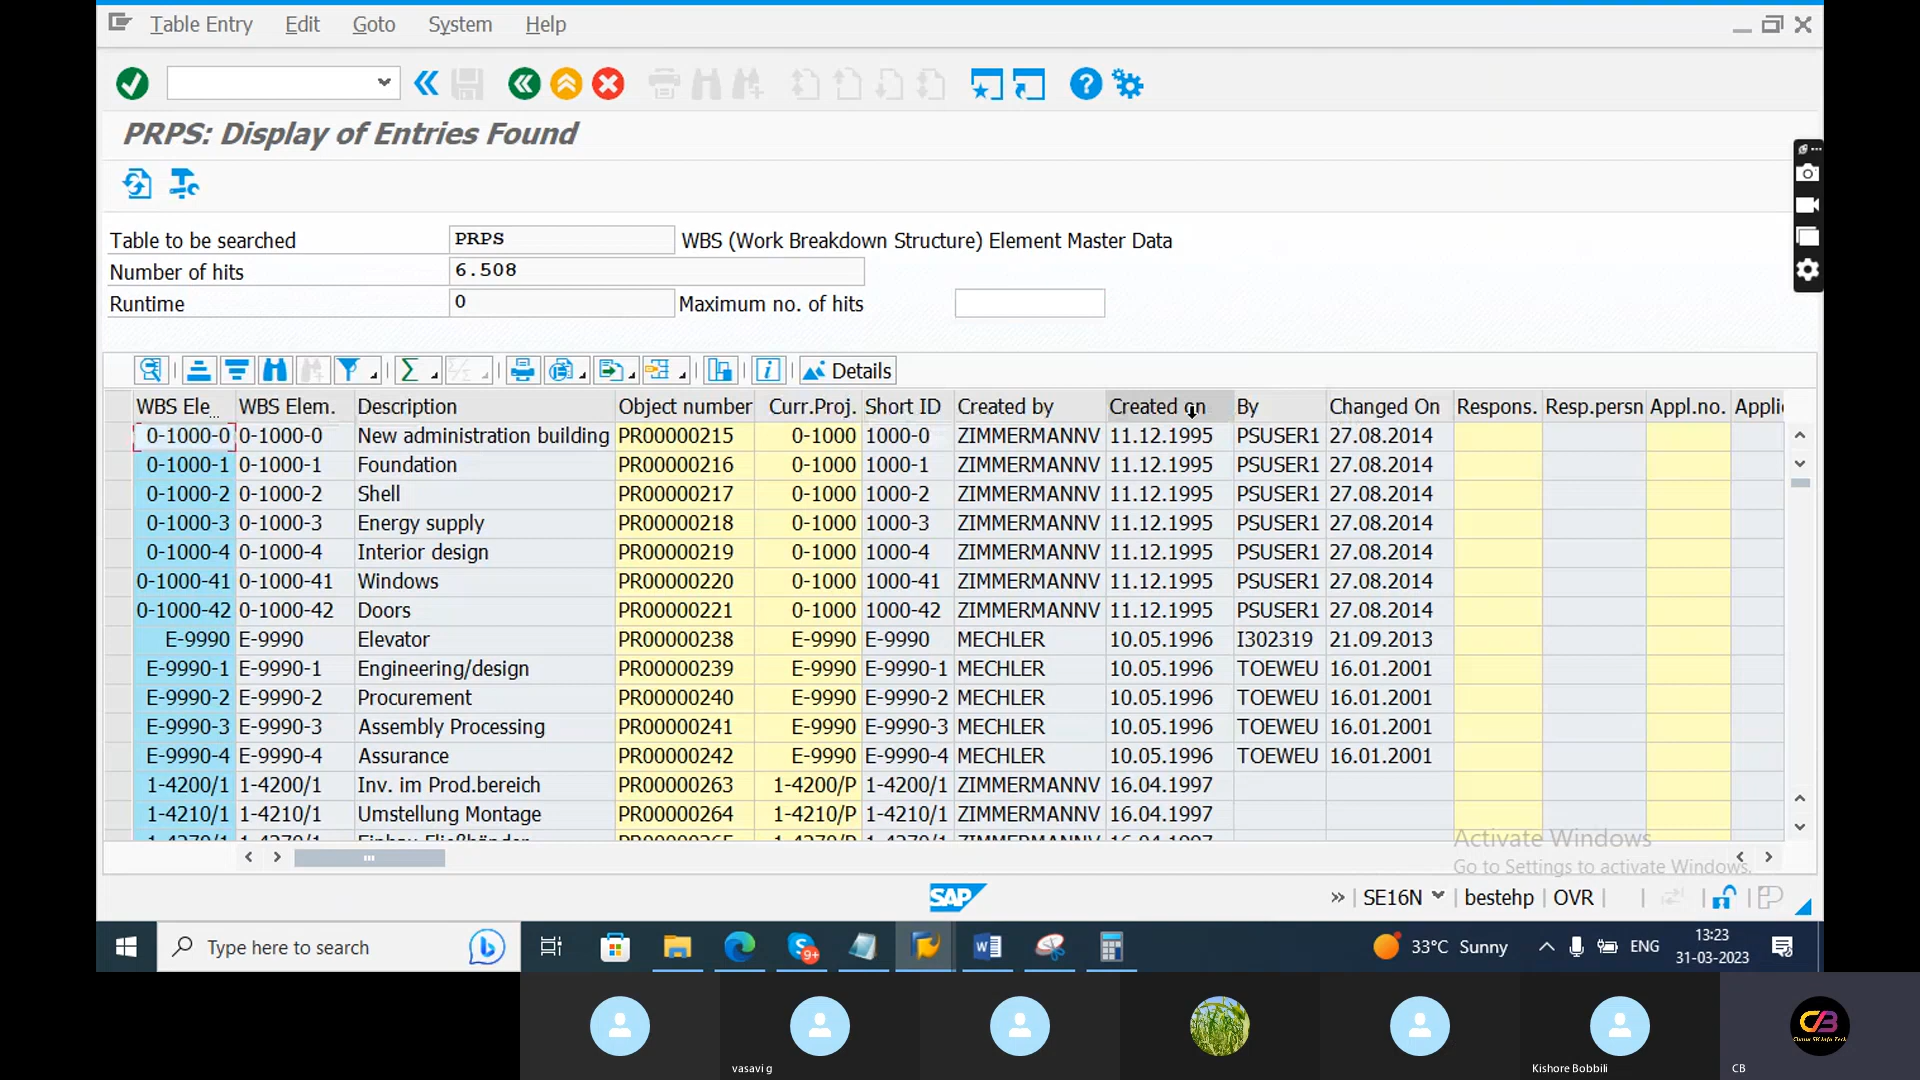 Table Entry Edit Goto System Help
PRPS: Display of Entries Found
Table to be searched PRPS WBS (Work Breakdown Structure) Element Master Data
Number of hits 6.508
Runtime 0 Maximum no. of hits
Details
WBS Ele... WBS Elem. Description Object number Curr.Proj. Short ID Created by Created on By Changed On Respons. Resp.persn Appl.no. Applic
0-1000-0 0-1000-0 New administration building PR00000215 0-1000 1000-0 ZIMMERMANNV 11.12.1995 PSUSER1 27.08.2014
0-1000-1 0-1000-1 Foundation PR00000216 0-1000 1000-1 ZIMMERMANNV 11.12.1995 PSUSER1 27.08.2014
0-1000-2 0-1000-2 Shell PR00000217 0-1000 1000-2 ZIMMERMANNV 11.12.1995 PSUSER1 27.08.2014
0-1000-3 0-1000-3 Energy supply PR00000218 0-1000 1000-3 ZIMMERMANNV 11.12.1995 PSUSER1 27.08.2014
0-1000-4 0-1000-4 Interior design PR00000219 0-1000 1000-4 ZIMMERMANNV 11.12.1995 PSUSER1 27.08.2014
0-1000-41 0-1000-41 Windows PR00000220 0-1000 1000-41 ZIMMERMANNV 11.12.1995 PSUSER1 27.08.2014
0-1000-42 0-1000-42 Doors PR00000221 0-1000 1000-42 ZIMMERMANNV 11.12.1995 PSUSER1 27.08.2014
E-9990 E-9990 Elevator PR00000238 E-9990 E-9990 MECHLER 10.05.1996 I302319 21.09.2013
E-9990-1 E-9990-1 Engineering/design PR00000239 E-9990 E-9990-1 MECHLER 10.05.1996 TOEWEU 16.01.2001
E-9990-2 E-9990-2 Procurement PR00000240 E-9990 E-9990-2 MECHLER 10.05.1996 TOEWEU 16.01.2001
E-9990-3 E-9990-3 Assembly Processing PR00000241 E-9990 E-9990-3 MECHLER 10.05.1996 TOEWEU 16.01.2001
E-9990-4 E-9990-4 Assurance PR00000242 E-9990 E-9990-4 MECHLER 10.05.1996 TOEWEU 16.01.2001
1-4200/1 1-4200/1 Inv. im Prod.bereich PR00000263 1-4200/P 1-4200/1 ZIMMERMANNV 16.04.1997
1-4210/1 1-4210/1 Umstellung Montage PR00000264 1-4210/P 1-4210/1 ZIMMERMANNV 16.04.1997
Activate Windows
Go to Settings to activate Windows.
SAP SE16N bestehp OVR
Type here to search 9+ 33°C Sunny ENG 13:23
31-03-2023
vasavi g Kishore Bobbili CB